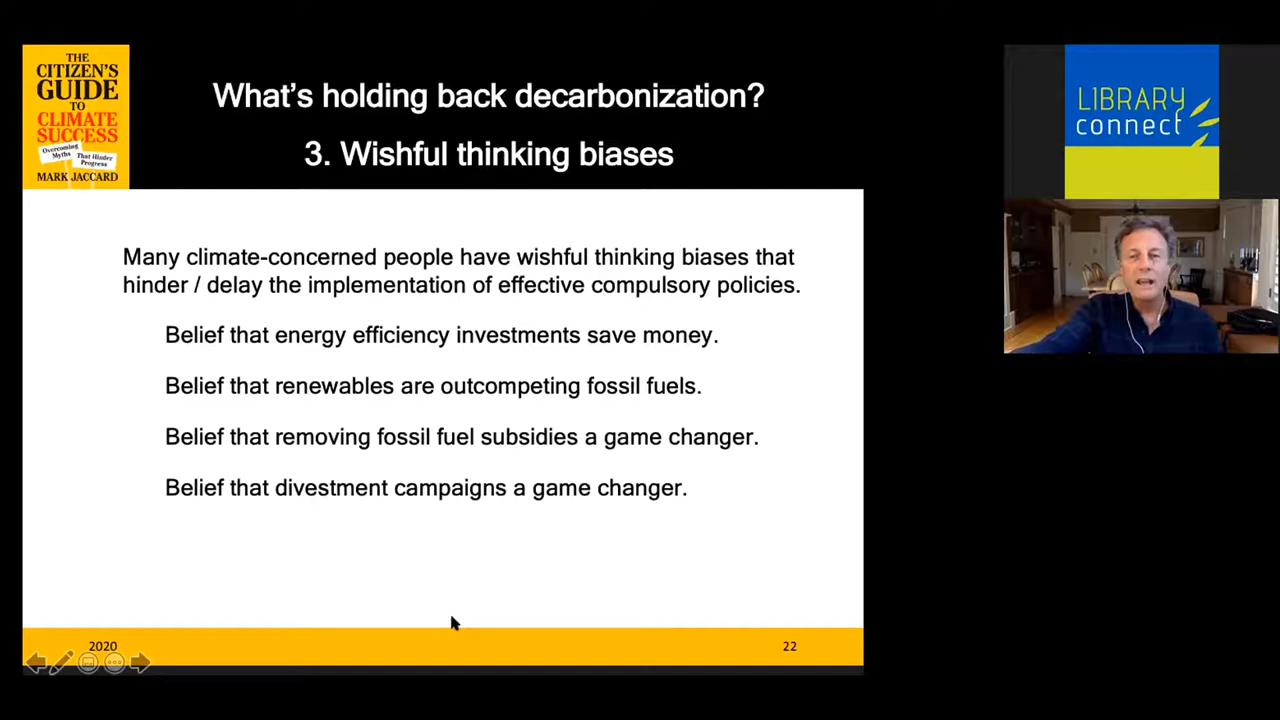 THE
CITIZEN'S
GUIDE
TO
CLIMATE
SUCCESS
Overcoming
Myths
That Hinder
Progress
MARK JACCARD
What's holding back decarbonization?
3. Wishful thinking biases
LIBRARY
connect
Many climate-concerned people have wishful thinking biases that
hinder / delay the implementation of effective compulsory policies.
Belief that energy efficiency investments save money.
Belief that renewables are outcompeting fossil fuels.
Belief that removing fossil fuel subsidies a game changer.
Belief that divestment campaigns a game changer.
2020
22